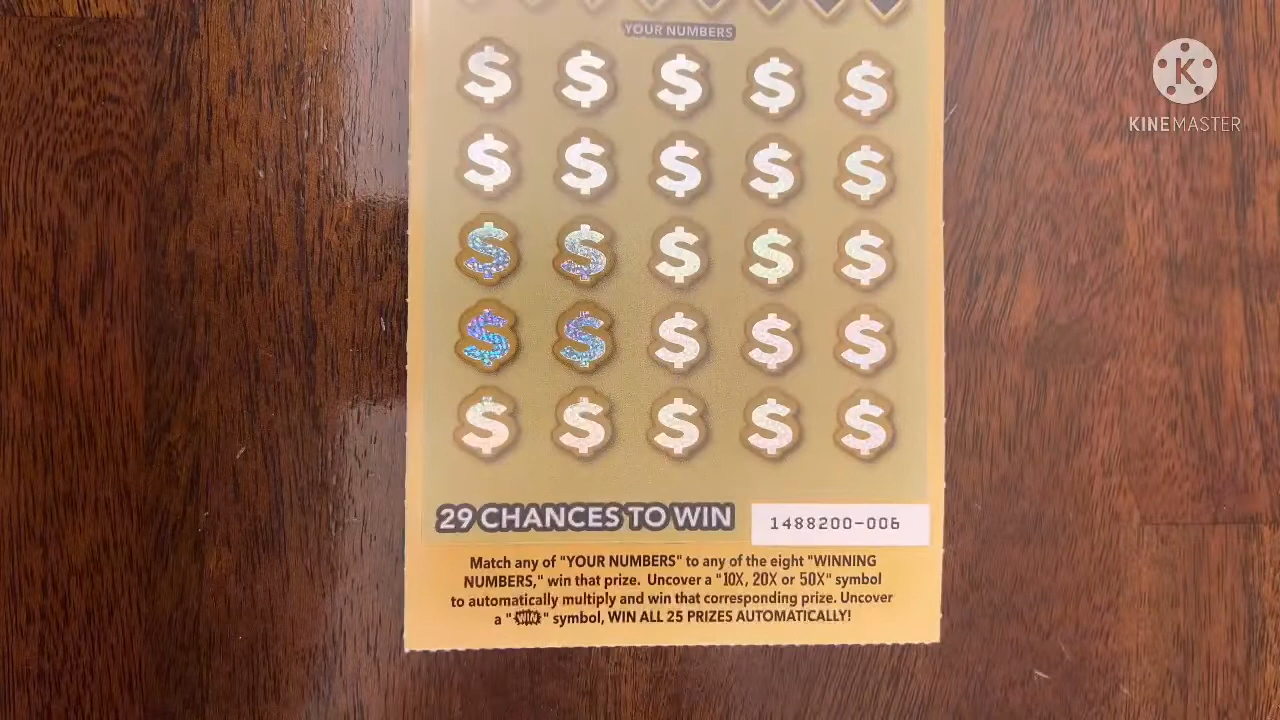 YOUR NUMBERS
K
KINEMASTER
$ $ $ $ $
$ $ $ $ $
$ $ $ $ $
$ $ $ $ $
$ $ $ $ $
29 CHANCES TO WIN
1488200-006
Match any of "YOUR NUMBERS" to any of the eight "WINNING
NUMBERS," win that prize. Uncover a "10X, 20X or 50X" symbol
to automatically multiply and win that corresponding prize. Uncover
a "WIN" symbol, WIN ALL 25 PRIZES AUTOMATICALLY!